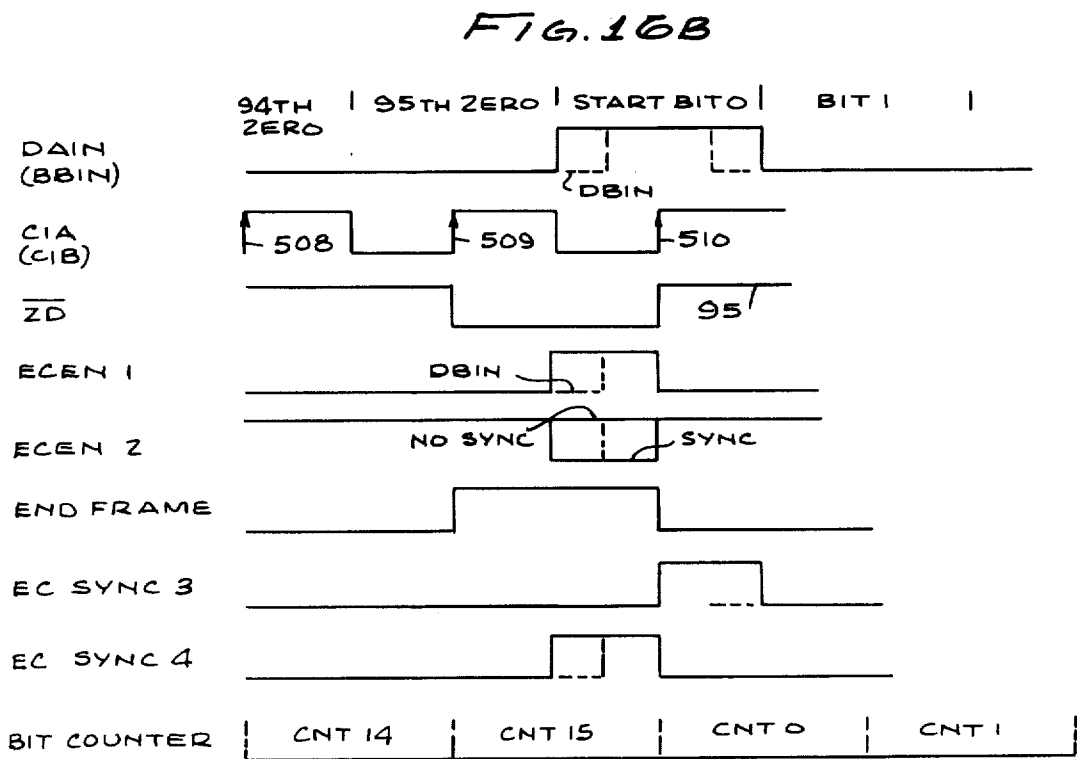 FIG. 16B
94TH ZERO | 95TH ZERO | START BIT 0 | BIT 1 |
DAIN
(BBIN)
DBIN
CIA
(CIB)
508
509
510
ZD
95
ECEN 1
DBIN
ECEN 2
NO SYNC
SYNC
END FRAME
EC SYNC 3
EC SYNC 4
BIT COUNTER
CNT 14
CNT 15
CNT 0
CNT 1